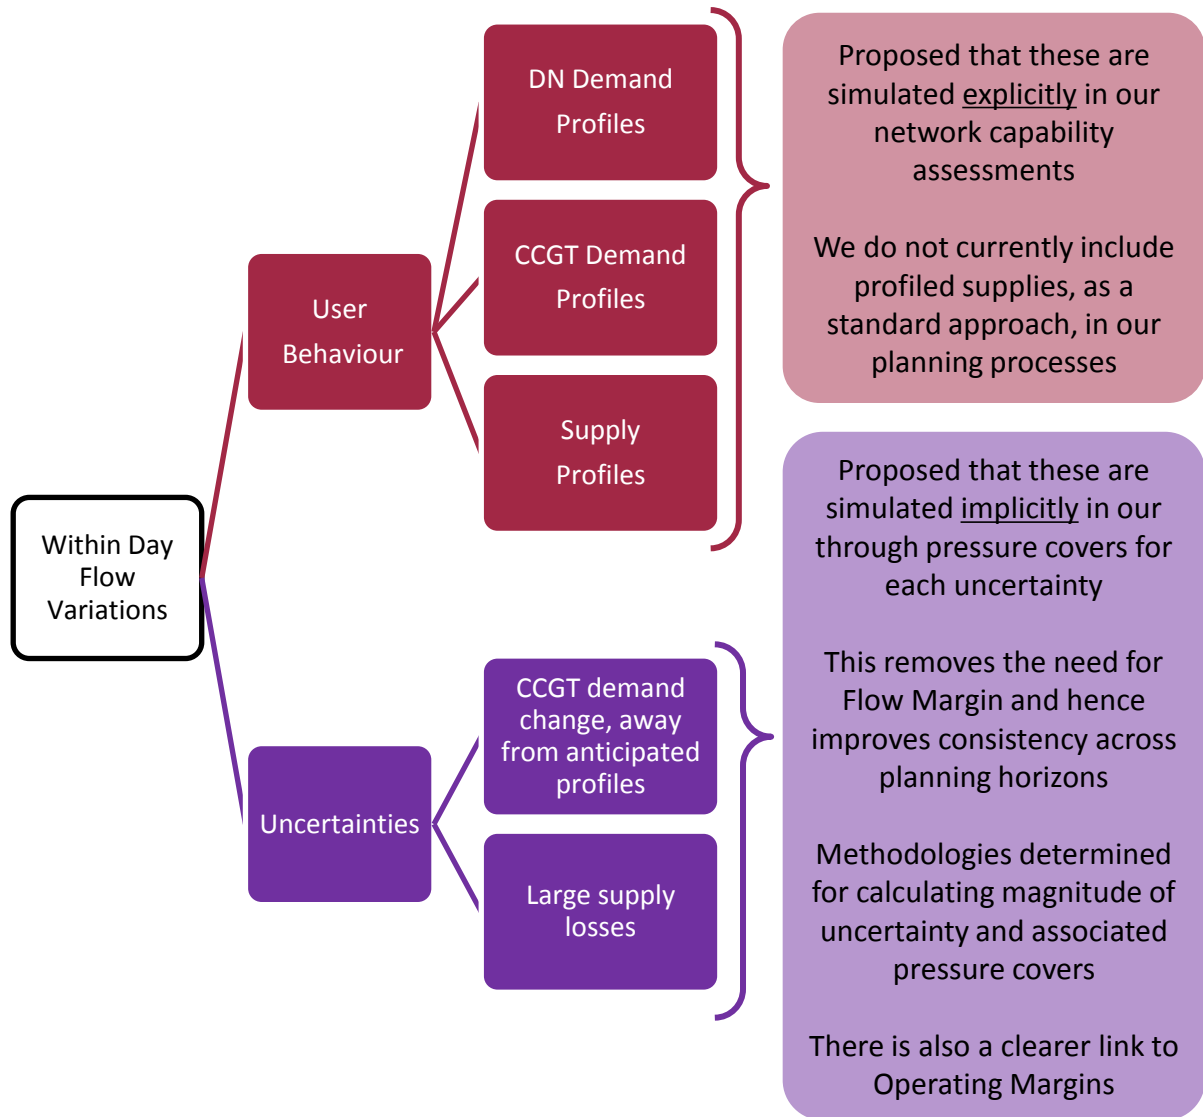 Within Day
Flow
Variations
User
Behaviour
DN Demand
Profiles
CCGT Demand
Profiles
Supply
Profiles
Proposed that these are
simulated explicitly in our
network capability
assessments
We do not currently include
profiled supplies, as a
standard approach, in our
planning processes
Uncertainties
CCGT demand
change, away
from anticipated
profiles
Large supply
losses
Proposed that these are
simulated implicitly in our
through pressure covers for
each uncertainty
This removes the need for
Flow Margin and hence
improves consistency across
planning horizons
Methodologies determined
for calculating magnitude of
uncertainty and associated
pressure covers
There is also a clearer link to
Operating Margins